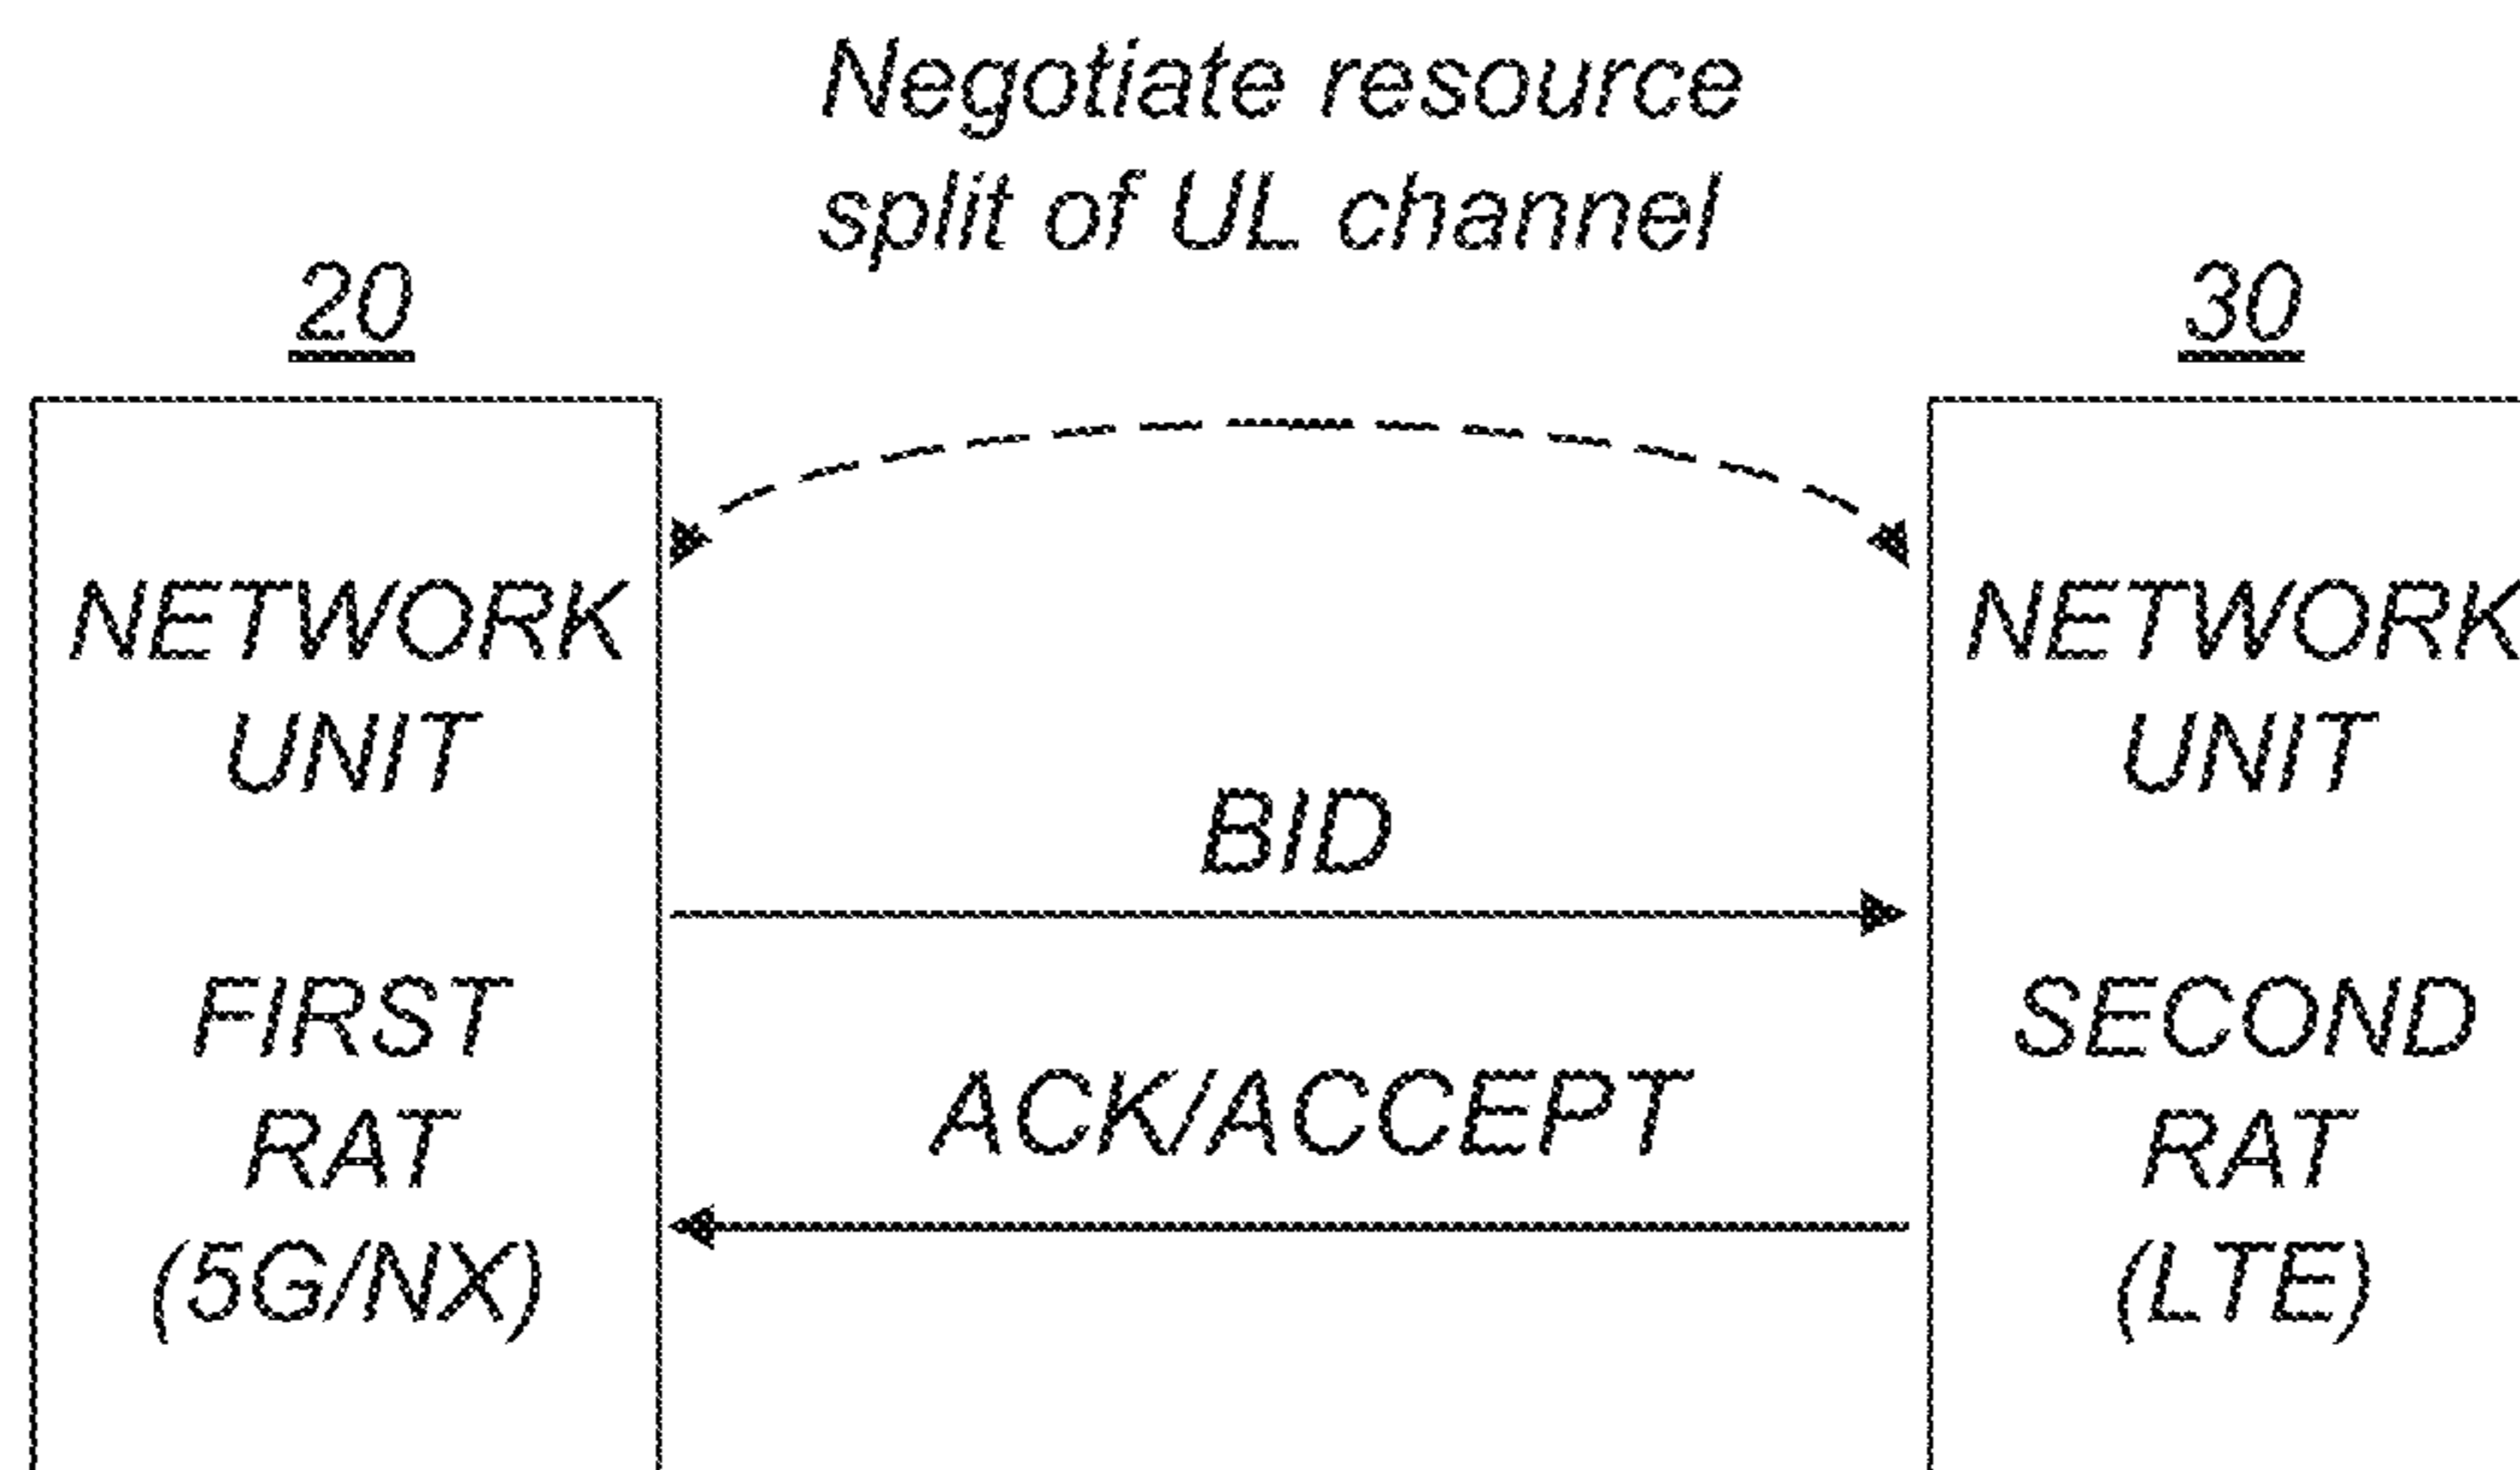 Negotiate resource
split of UL channel
20
30
NETWORK
UNIT
FIRST
RAT
(5G/NX)
BID
ACK/ACCEPT
NETWORK
UNIT
SECOND
RAT
(LTE)